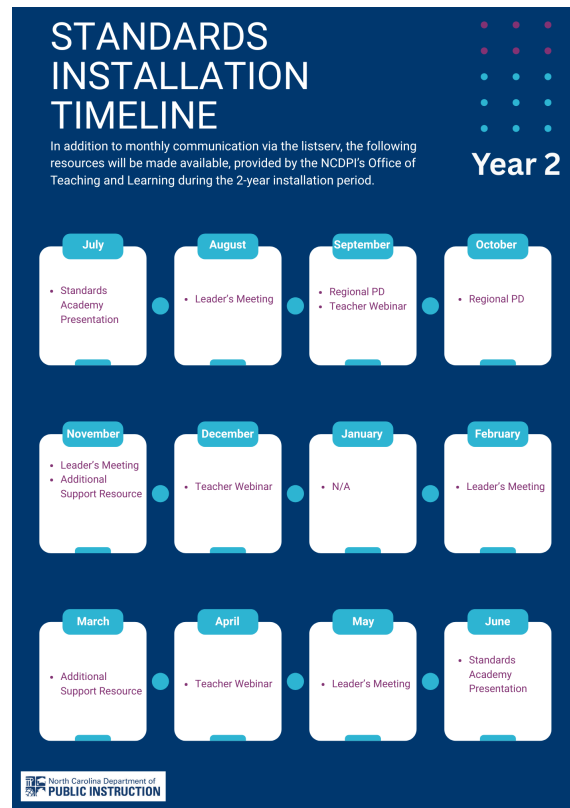 STANDARDS
INSTALLATION
TIMELINE
In addition to monthly communication via the listserv, the following
resources will be made available, provided by the NCDPI's Office of
Teaching and Learning during the 2-year installation period.
Year 2
July
• Standards
Academy
Presentation
August
• Leader's Meeting
September
• Regional PD
• Teacher Webinar
October
• Regional PD
November
• Leader's Meeting
• Additional
Support Resource
December
• Teacher Webinar
January
• N/A
February
• Leader's Meeting
March
• Additional
Support Resource
April
• Teacher Webinar
May
• Leader's Meeting
June
• Standards
Academy
Presentation
North Carolina Department of
PUBLIC INSTRUCTION